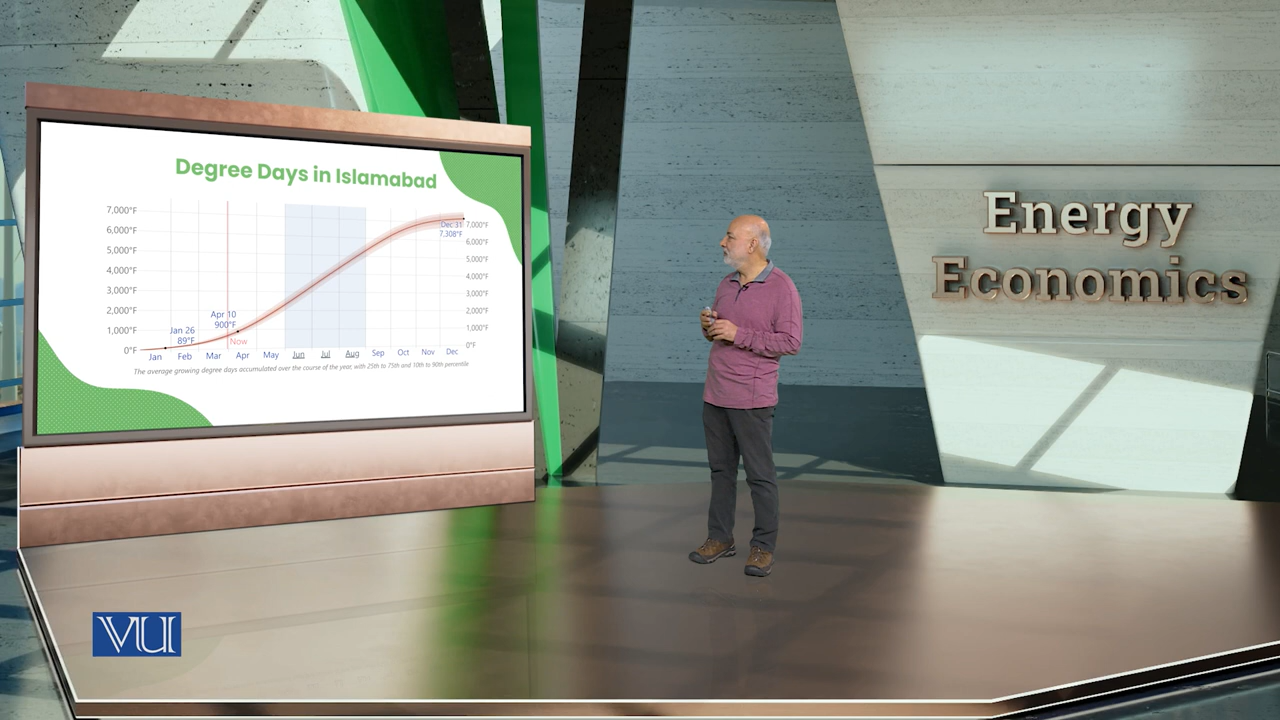 Degree Days in Islamabad
7,000°F
6,000°F
5,000°F
4,000°F
3,000°F
2,000°F
1,000°F
0°F
Jan 26
89°F
Apr 10
900°F
Now
Dec 31
7,308°F
7,000°F
6,000°F
5,000°F
4,000°F
3,000°F
2,000°F
1,000°F
0°F
Jan Feb Mar Apr May Jun Jul Aug Sep Oct Nov Dec
The average growing degree days accumulated over the course of the year, with 25th to 75th and 10th to 90th percentile
Energy
Economics
VU